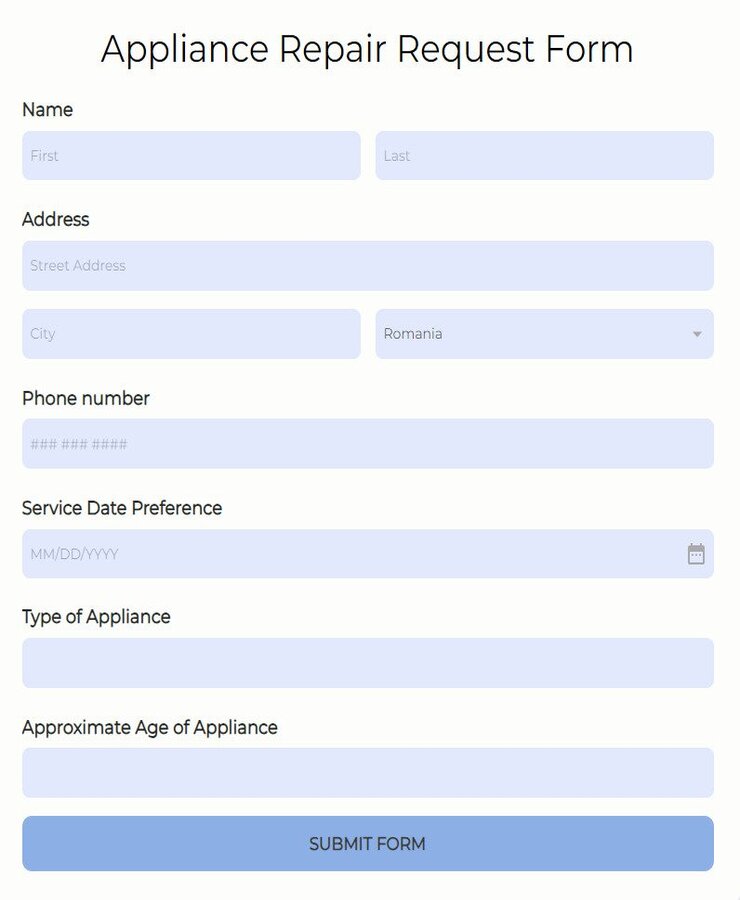 Appliance Repair Request Form
Name
First Last
Address
Street Address
City Romania
Phone number
### ### ####
Service Date Preference
MM/DD/YYYY
Type of Appliance
Approximate Age of Appliance
SUBMIT FORM